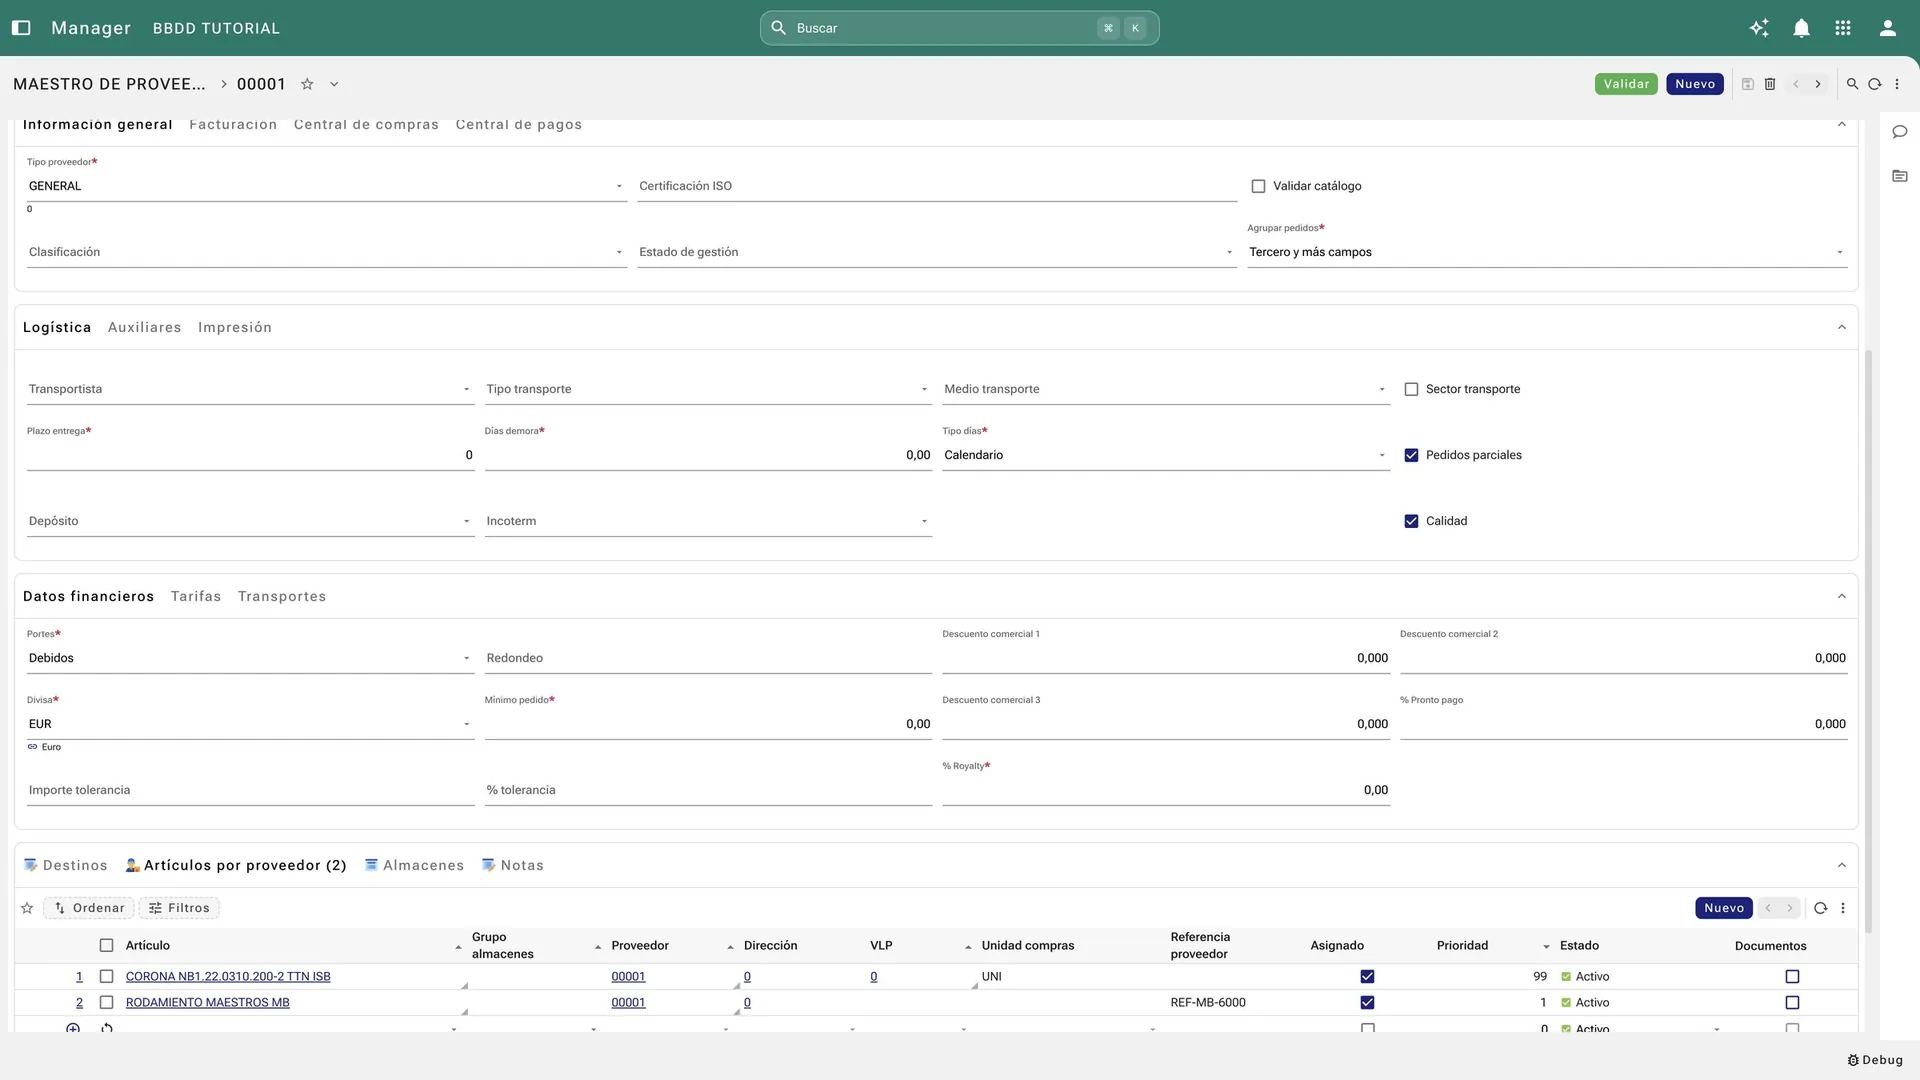 Manager BBDD TUTORIAL Buscar ⌘ K
MAESTRO DE PROVEE... > 00001 Validar Nuevo
Información general Facturación Central de compras Central de pagos
Tipo proveedor*
GENERAL Certificación ISO Validar catálogo
0
Agrupar pedidos*
Clasificación Estado de gestión Tercero y más campos
Logística Auxiliares Impresión
Transportista Tipo transporte Medio transporte Sector transporte
Plazo entrega* Días demora* Tipo días*
0 0,00 Calendario Pedidos parciales
Depósito Incoterm Calidad
Datos financieros Tarifas Transportes
Portes* Descuento comercial 1 Descuento comercial 2
Debidos Redondeo 0,000 0,000
Divisa* Mínimo pedido* Descuento comercial 3 % Pronto pago
EUR 0,00 0,000 0,000
Euro
% Royalty*
Importe tolerancia % tolerancia 0,00
Destinos Artículos por proveedor (2) Almacenes Notas
Ordenar Filtros Nuevo
Artículo Grupo almacenes Proveedor Dirección VLP Unidad compras Referencia proveedor Asignado Prioridad Estado Documentos
1 CORONA NB1.22.0310.200-2 TTN ISB 00001 0 0 UNI 99 Activo
2 RODAMIENTO MAESTROS MB 00001 0 REF-MB-6000 1 Activo
0 Activo
Debug